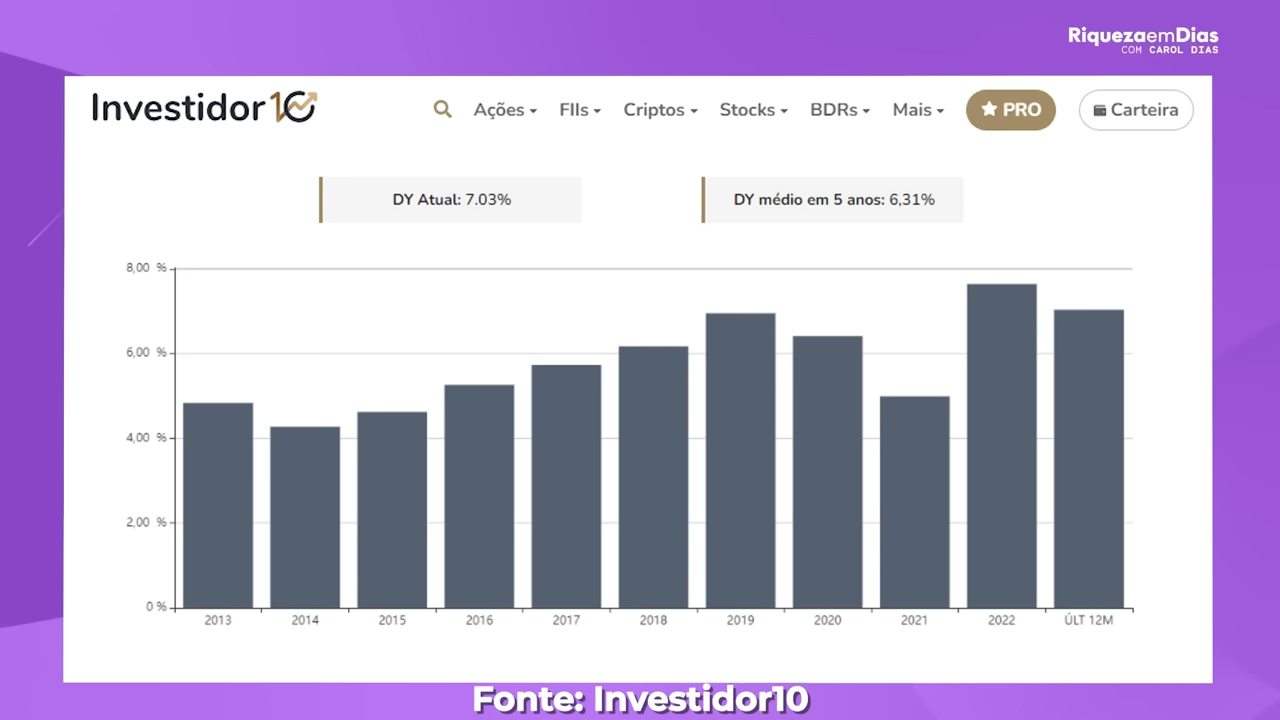 RiquezaemDias
COM CAROL DIAS
Investidor10
Ações FIIs Criptos Stocks BDRs Mais PRO Carteira
DY Atual: 7.03% DY médio em 5 anos: 6,31%
8,00 %
6,00 %
4,00 %
2,00 %
0 %
2013 2014 2015 2016 2017 2018 2019 2020 2021 2022 ÚLT 12M
Fonte: Investidor10